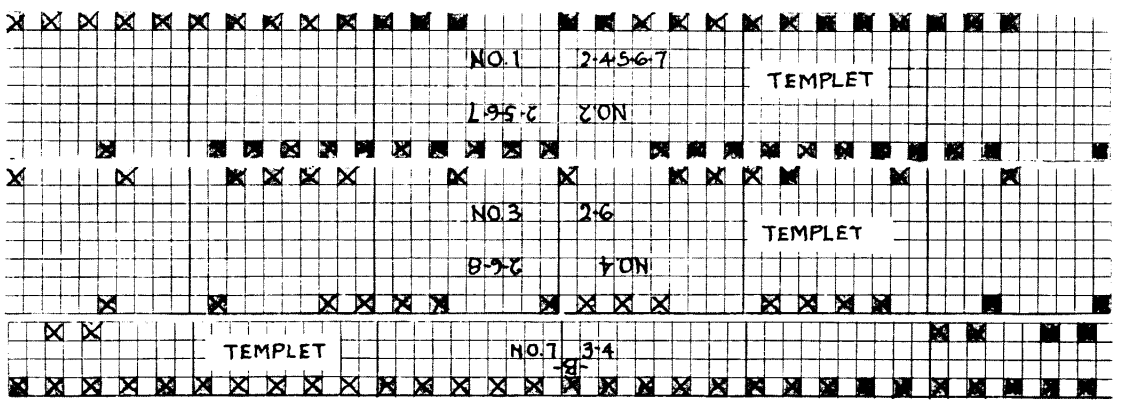 NO.1 2-4-5-6-7
TEMPLET
NO.2 2-5-6-7
NO.3 2-6
TEMPLET
NO.4 2-6-8
TEMPLET
NO.7 3-4
-B-